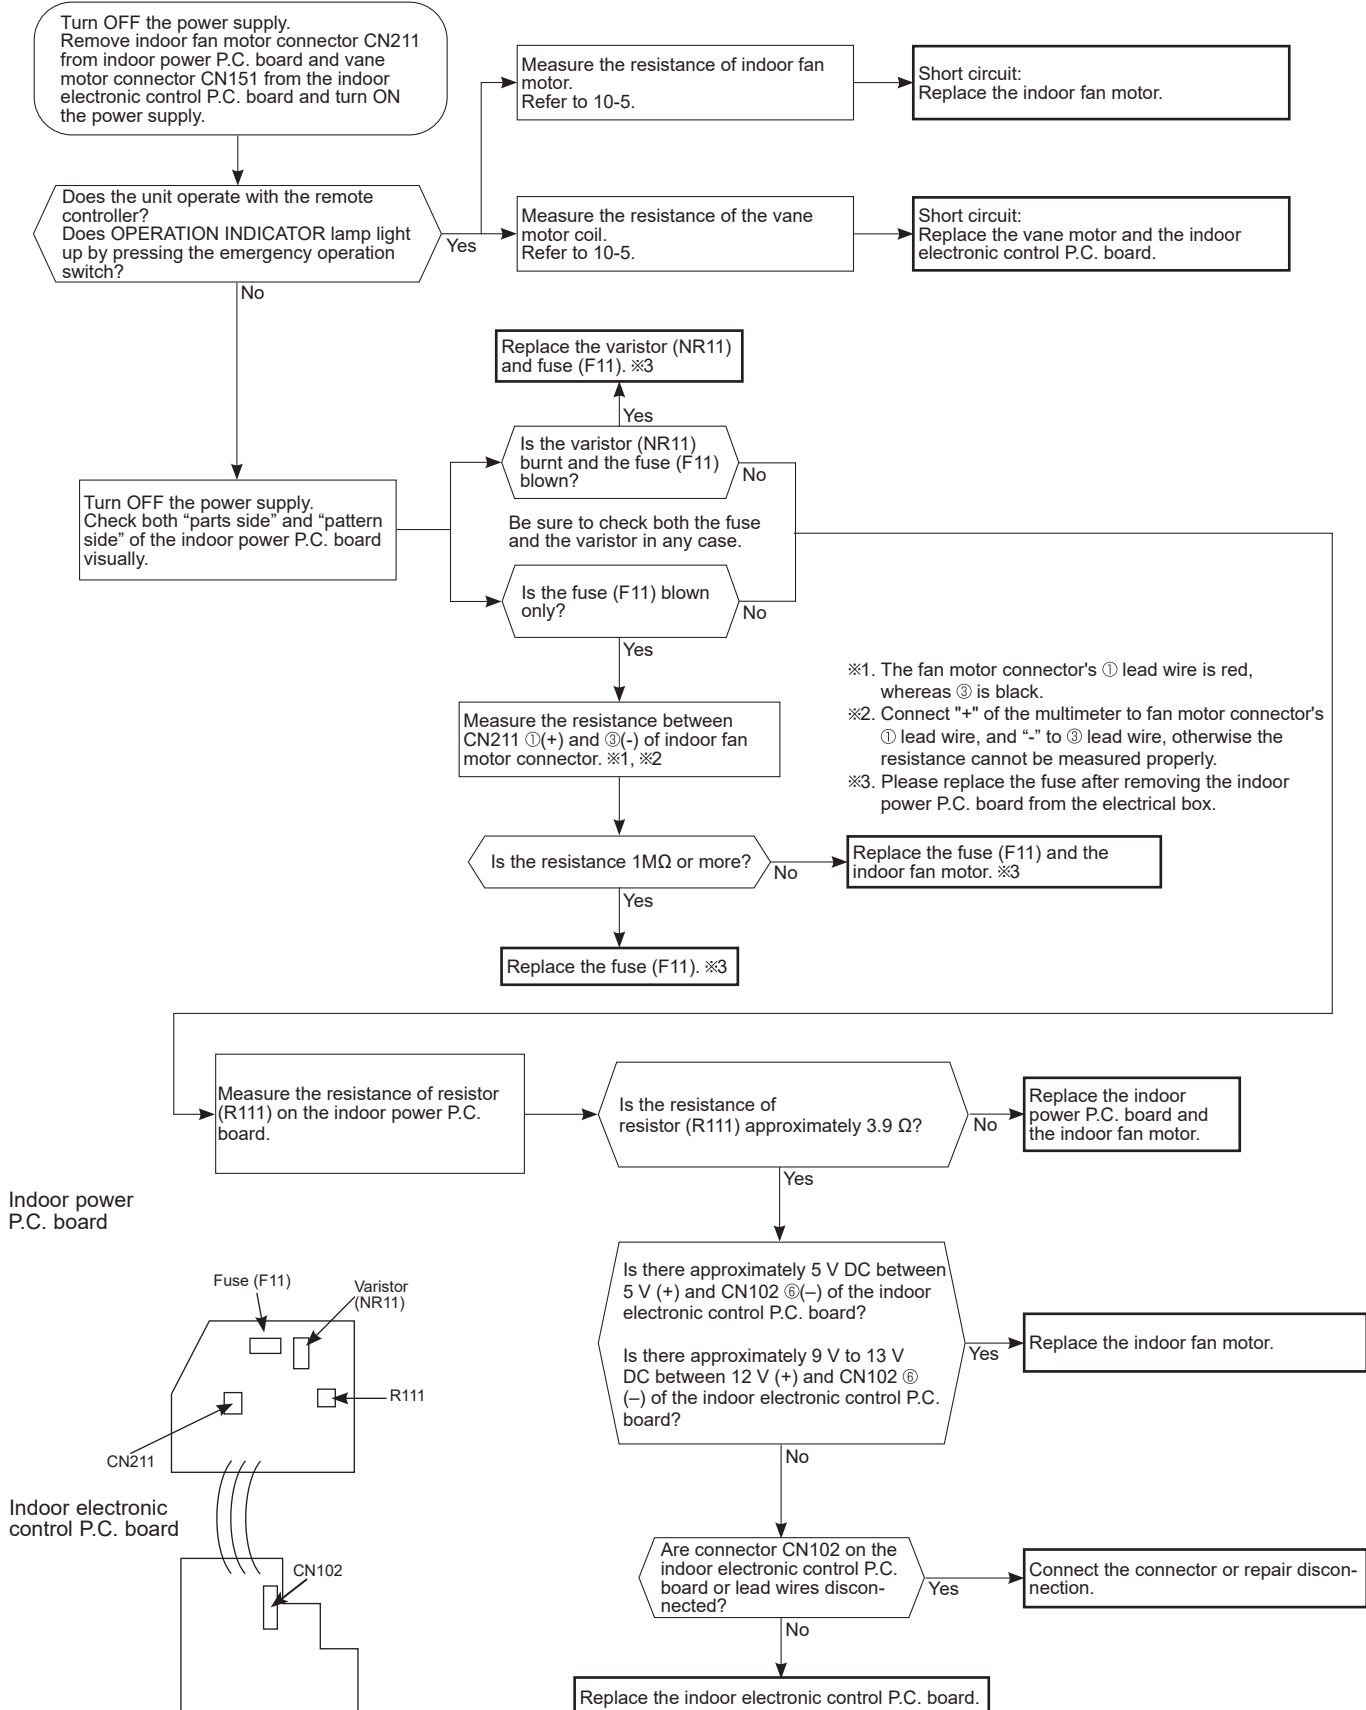 Turn OFF the power supply.
Remove indoor fan motor connector CN211
from indoor power P.C. board and vane
motor connector CN151 from the indoor
electronic control P.C. board and turn ON
the power supply.
Measure the resistance of indoor fan
motor.
Refer to 10-5.
Short circuit:
Replace the indoor fan motor.
Does the unit operate with the remote
controller?
Does OPERATION INDICATOR lamp light
up by pressing the emergency operation
switch?
Yes
Measure the resistance of the vane
motor coil.
Refer to 10-5.
Short circuit:
Replace the vane motor and the indoor
electronic control P.C. board.
No
Replace the varistor (NR11)
and fuse (F11). ※3
Yes
Is the varistor (NR11)
burnt and the fuse (F11)
blown?
No
Turn OFF the power supply.
Check both “parts side” and “pattern
side” of the indoor power P.C. board
visually.
Be sure to check both the fuse
and the varistor in any case.
Is the fuse (F11) blown
only?
No
Yes
Measure the resistance between
CN211 ①(+) and ③(-) of indoor fan
motor connector. ※1, ※2
※1. The fan motor connector's ① lead wire is red,
whereas ③ is black.
※2. Connect "+" of the multimeter to fan motor connector's
① lead wire, and “-” to ③ lead wire, otherwise the
resistance cannot be measured properly.
※3. Please replace the fuse after removing the indoor
power P.C. board from the electrical box.
Is the resistance 1MΩ or more?
No
Replace the fuse (F11) and the
indoor fan motor. ※3
Yes
Replace the fuse (F11). ※3
Measure the resistance of resistor
(R111) on the indoor power P.C.
board.
Is the resistance of
resistor (R111) approximately 3.9 Ω?
No
Replace the indoor
power P.C. board and
the indoor fan motor.
Yes
Indoor power
P.C. board
Fuse (F11)
Varistor
(NR11)
R111
CN211
Is there approximately 5 V DC between
5 V (+) and CN102 ⑥(–) of the indoor
electronic control P.C. board?
Is there approximately 9 V to 13 V
DC between 12 V (+) and CN102 ⑥
(–) of the indoor electronic control P.C.
board?
Yes
Replace the indoor fan motor.
No
Indoor electronic
control P.C. board
CN102
Are connector CN102 on the
indoor electronic control P.C.
board or lead wires discon-
nected?
Yes
Connect the connector or repair discon-
nection.
No
Replace the indoor electronic control P.C. board.